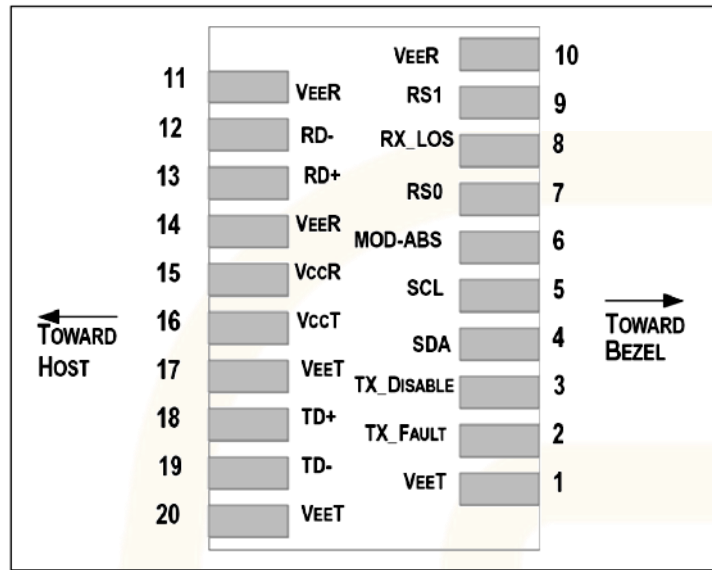 VEER 10
11 VEER
RS1 9
12 RD-
RX_LOS 8
13 RD+
RS0 7
14 VEER
MOD-ABS 6
15 VCCR
SCL 5
16 VCCT
TOWARD HOST
TOWARD BEZEL
SDA 4
17 VEET
TX_DISABLE 3
18 TD+
TX_FAULT 2
19 TD-
VEET 1
20 VEET